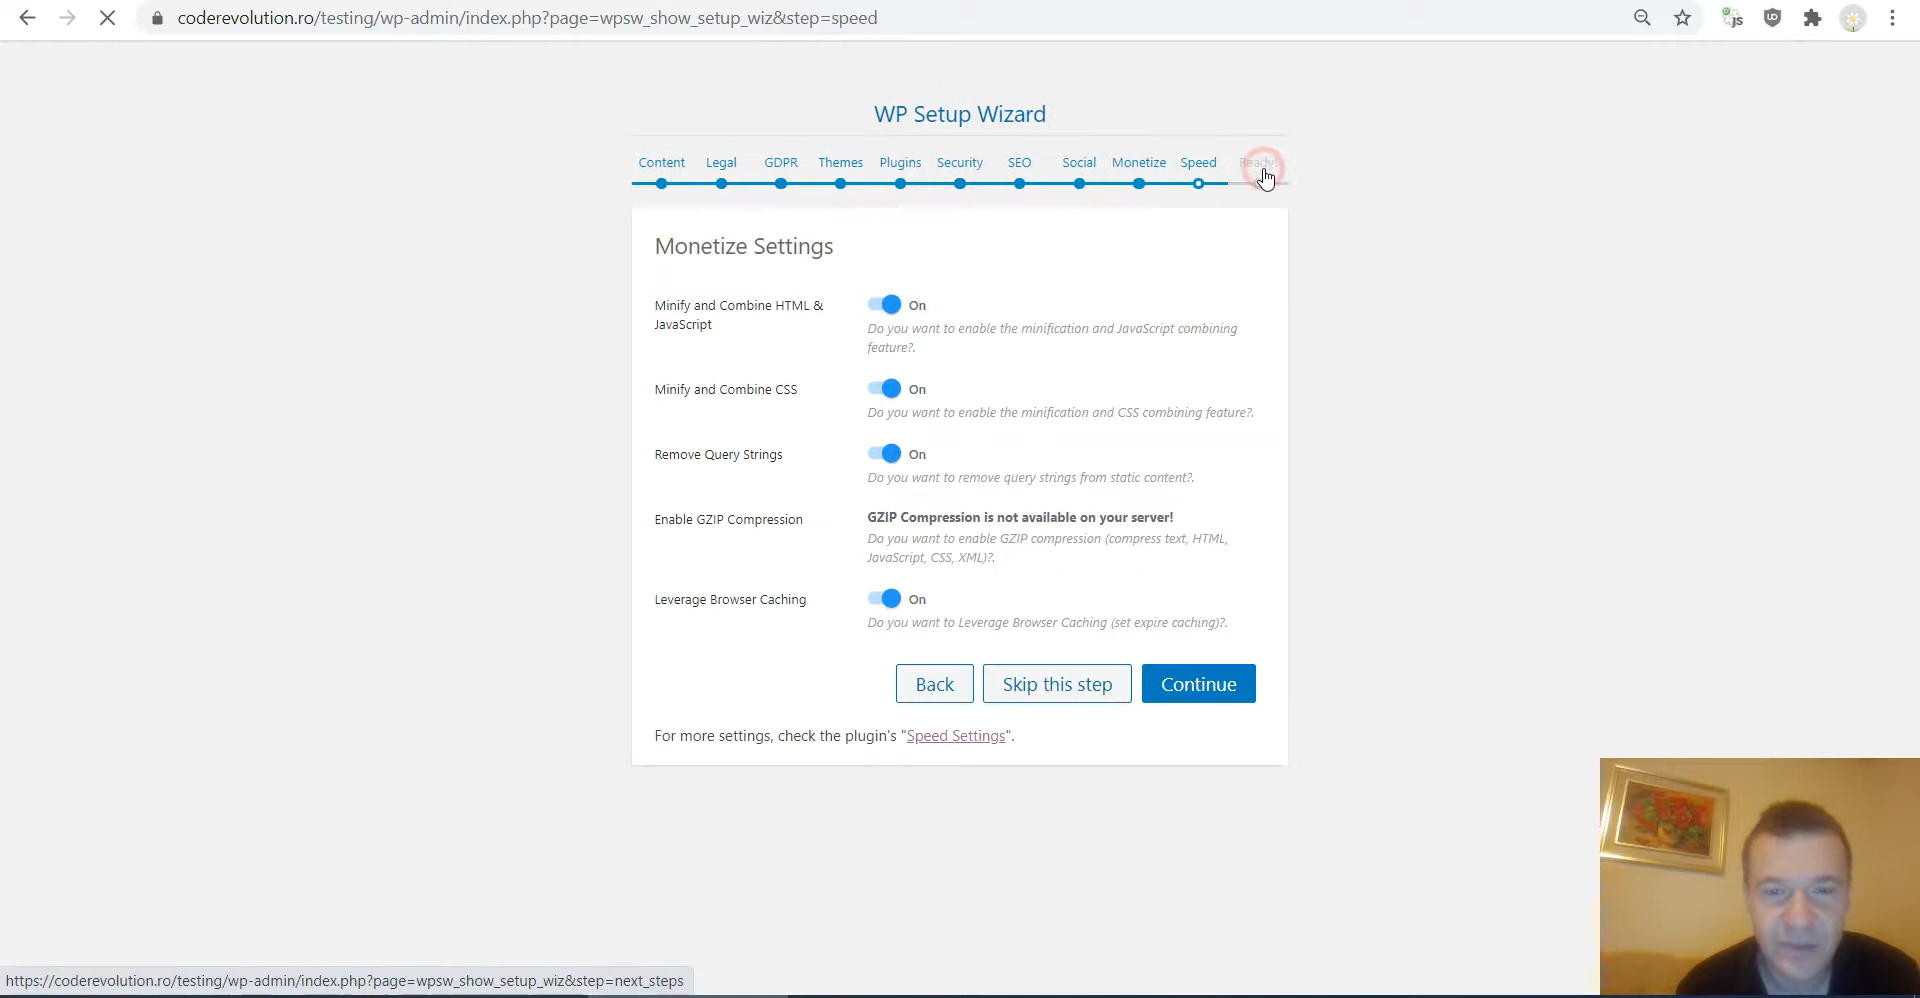 coderevolution.ro/testing/wp-admin/index.php?page=wpsw_show_setup_wiz&step=speed
WP Setup Wizard
Content Legal GDPR Themes Plugins Security SEO Social Monetize Speed Ready!
Monetize Settings
Minify and Combine HTML &
JavaScript
On
Do you want to enable the minification and JavaScript combining
feature?.
Minify and Combine CSS
On
Do you want to enable the minification and CSS combining feature?.
Remove Query Strings
On
Do you want to remove query strings from static content?.
Enable GZIP Compression
GZIP Compression is not available on your server!
Do you want to enable GZIP compression (compress text, HTML,
JavaScript, CSS, XML)?.
Leverage Browser Caching
On
Do you want to Leverage Browser Caching (set expire caching)?.
Back
Skip this step
Continue
For more settings, check the plugin's "Speed Settings".
https://coderevolution.ro/testing/wp-admin/index.php?page=wpsw_show_setup_wiz&step=next_steps